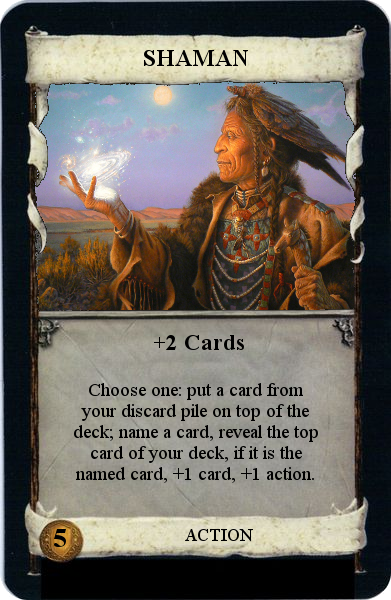 SHAMAN
+2 Cards
Choose one: put a card from
your discard pile on top of the
deck; name a card, reveal the top
card of your deck, if it is the
named card, +1 card, +1 action.
5
ACTION